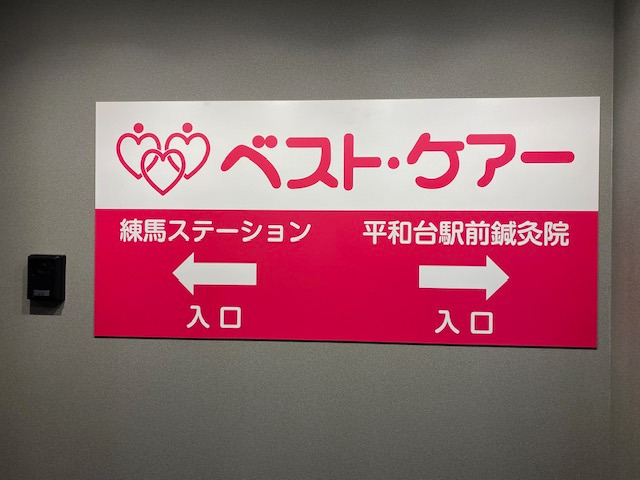 ベスト・ケアー
練馬ステーション
平和台駅前鍼灸院
入口
入口